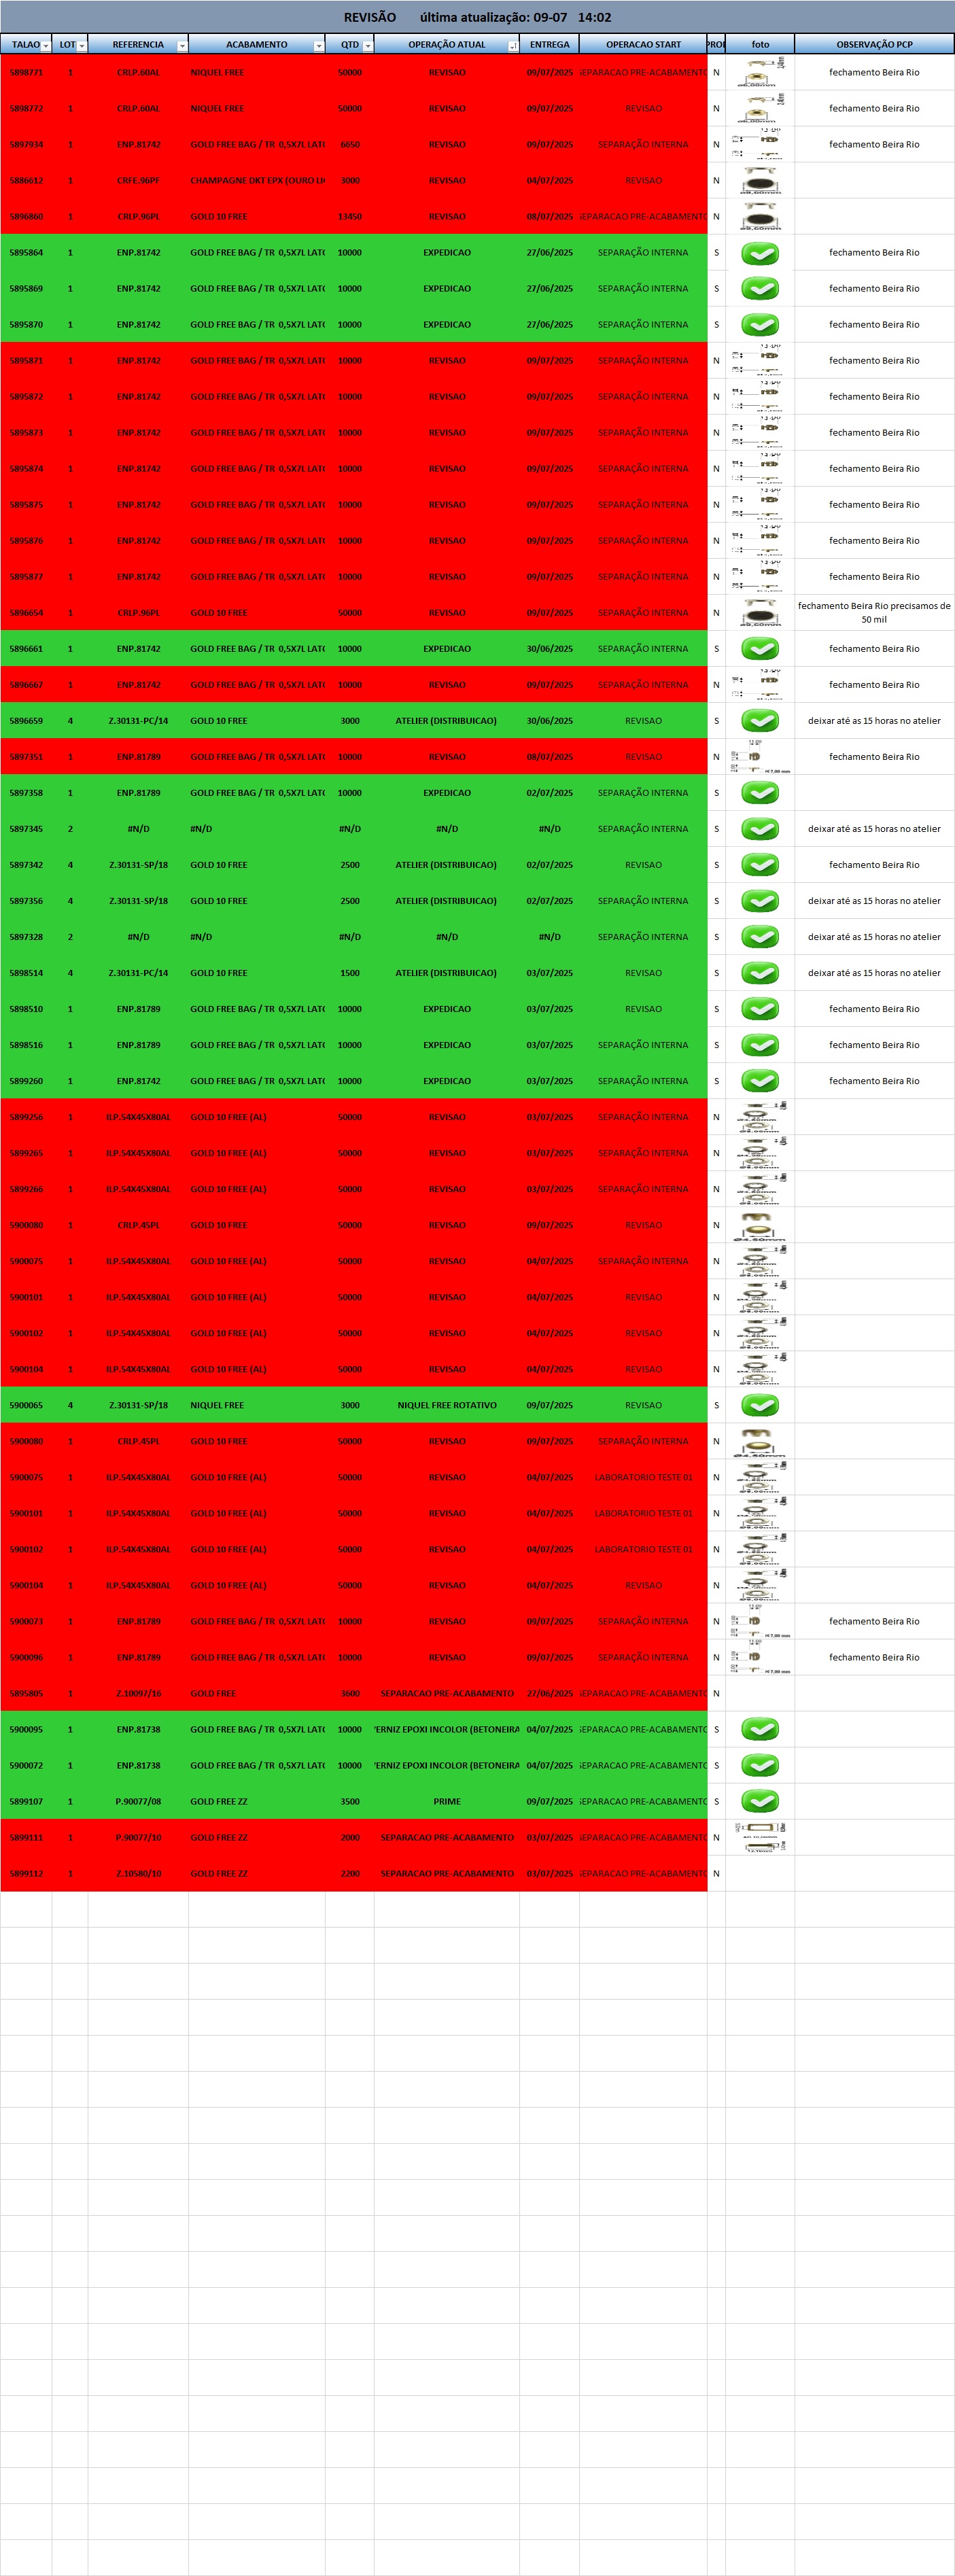 REVISÃO última atualização: 09-07 14:02
TALAO LOT REFERENCIA ACABAMENTO QTD OPERAÇÃO ATUAL ENTREGA OPERACAO START PROI foto OBSERVAÇÃO PCP
5898771 1 CRLP.60AL NIQUEL FREE 50000 REVISAO 09/07/2025 SEPARACAO PRE-ACABAMENTO N fechamento Beira Rio
5898772 1 CRLP.60AL NIQUEL FREE 50000 REVISAO 09/07/2025 REVISAO N fechamento Beira Rio
5897934 1 ENP.81742 GOLD FREE BAG / TR 0,5X7L LATO 6650 REVISAO 09/07/2025 SEPARAÇÃO INTERNA N fechamento Beira Rio
5886612 1 CRFE.96PF CHAMPAGNE DKT EPX (OURO LI 3000 REVISAO 04/07/2025 REVISAO N
5896860 1 CRLP.96PL GOLD 10 FREE 13450 REVISAO 08/07/2025 SEPARACAO PRE-ACABAMENTO N
5895864 1 ENP.81742 GOLD FREE BAG / TR 0,5X7L LATO 10000 EXPEDICAO 27/06/2025 SEPARAÇÃO INTERNA S fechamento Beira Rio
5895869 1 ENP.81742 GOLD FREE BAG / TR 0,5X7L LATO 10000 EXPEDICAO 27/06/2025 SEPARAÇÃO INTERNA S fechamento Beira Rio
5895870 1 ENP.81742 GOLD FREE BAG / TR 0,5X7L LATO 10000 EXPEDICAO 27/06/2025 SEPARAÇÃO INTERNA S fechamento Beira Rio
5895871 1 ENP.81742 GOLD FREE BAG / TR 0,5X7L LATO 10000 REVISAO 09/07/2025 SEPARAÇÃO INTERNA N fechamento Beira Rio
5895872 1 ENP.81742 GOLD FREE BAG / TR 0,5X7L LATO 10000 REVISAO 09/07/2025 SEPARAÇÃO INTERNA N fechamento Beira Rio
5895873 1 ENP.81742 GOLD FREE BAG / TR 0,5X7L LATO 10000 REVISAO 09/07/2025 SEPARAÇÃO INTERNA N fechamento Beira Rio
5895874 1 ENP.81742 GOLD FREE BAG / TR 0,5X7L LATO 10000 REVISAO 09/07/2025 SEPARAÇÃO INTERNA N fechamento Beira Rio
5895875 1 ENP.81742 GOLD FREE BAG / TR 0,5X7L LATO 10000 REVISAO 09/07/2025 SEPARAÇÃO INTERNA N fechamento Beira Rio
5895876 1 ENP.81742 GOLD FREE BAG / TR 0,5X7L LATO 10000 REVISAO 09/07/2025 SEPARAÇÃO INTERNA N fechamento Beira Rio
5895877 1 ENP.81742 GOLD FREE BAG / TR 0,5X7L LATO 10000 REVISAO 09/07/2025 SEPARAÇÃO INTERNA N fechamento Beira Rio
5896654 1 CRLP.96PL GOLD 10 FREE 50000 REVISAO 09/07/2025 SEPARAÇÃO INTERNA N fechamento Beira Rio precisamos de
50 mil
5896661 1 ENP.81742 GOLD FREE BAG / TR 0,5X7L LATO 10000 EXPEDICAO 30/06/2025 SEPARAÇÃO INTERNA S fechamento Beira Rio
5896667 1 ENP.81742 GOLD FREE BAG / TR 0,5X7L LATO 10000 REVISAO 09/07/2025 SEPARAÇÃO INTERNA N fechamento Beira Rio
5896659 4 Z.30131-PC/14 GOLD 10 FREE 3000 ATELIER (DISTRIBUICAO) 30/06/2025 REVISAO S deixar até as 15 horas no atelier
5897351 1 ENP.81789 GOLD FREE BAG / TR 0,5X7L LATO 10000 REVISAO 08/07/2025 SEPARAÇÃO INTERNA N fechamento Beira Rio
5897358 1 ENP.81789 GOLD FREE BAG / TR 0,5X7L LATO 10000 EXPEDICAO 02/07/2025 SEPARAÇÃO INTERNA S
5897345 2 #N/D #N/D #N/D #N/D #N/D SEPARAÇÃO INTERNA S deixar até as 15 horas no atelier
5897342 4 Z.30131-SP/18 GOLD 10 FREE 2500 ATELIER (DISTRIBUICAO) 02/07/2025 REVISAO S fechamento Beira Rio
5897356 4 Z.30131-SP/18 GOLD 10 FREE 2500 ATELIER (DISTRIBUICAO) 02/07/2025 REVISAO S deixar até as 15 horas no atelier
5897328 2 #N/D #N/D #N/D #N/D #N/D SEPARAÇÃO INTERNA S deixar até as 15 horas no atelier
5898514 4 Z.30131-PC/14 GOLD 10 FREE 1500 ATELIER (DISTRIBUICAO) 03/07/2025 REVISAO S deixar até as 15 horas no atelier
5898510 1 ENP.81789 GOLD FREE BAG / TR 0,5X7L LATO 10000 EXPEDICAO 03/07/2025 REVISAO S fechamento Beira Rio
5898516 1 ENP.81789 GOLD FREE BAG / TR 0,5X7L LATO 10000 EXPEDICAO 03/07/2025 SEPARAÇÃO INTERNA S fechamento Beira Rio
5899260 1 ENP.81742 GOLD FREE BAG / TR 0,5X7L LATO 10000 EXPEDICAO 03/07/2025 SEPARAÇÃO INTERNA S fechamento Beira Rio
5899256 1 ILP.54X45X80AL GOLD 10 FREE (AL) 50000 REVISAO 03/07/2025 SEPARAÇÃO INTERNA N
5899265 1 ILP.54X45X80AL GOLD 10 FREE (AL) 50000 REVISAO 03/07/2025 SEPARAÇÃO INTERNA N
5899266 1 ILP.54X45X80AL GOLD 10 FREE (AL) 50000 REVISAO 03/07/2025 SEPARAÇÃO INTERNA N
5900080 1 CRLP.45PL GOLD 10 FREE 50000 REVISAO 09/07/2025 REVISAO N
5900075 1 ILP.54X45X80AL GOLD 10 FREE (AL) 50000 REVISAO 04/07/2025 SEPARAÇÃO INTERNA N
5900101 1 ILP.54X45X80AL GOLD 10 FREE (AL) 50000 REVISAO 04/07/2025 REVISAO N
5900102 1 ILP.54X45X80AL GOLD 10 FREE (AL) 50000 REVISAO 04/07/2025 REVISAO N
5900104 1 ILP.54X45X80AL GOLD 10 FREE (AL) 50000 REVISAO 04/07/2025 REVISAO N
5900065 4 Z.30131-SP/18 NIQUEL FREE 3000 NIQUEL FREE ROTATIVO 09/07/2025 REVISAO S
5900080 1 CRLP.45PL GOLD 10 FREE 50000 REVISAO 09/07/2025 SEPARAÇÃO INTERNA N
5900075 1 ILP.54X45X80AL GOLD 10 FREE (AL) 50000 REVISAO 04/07/2025 LABORATORIO TESTE 01 N
5900101 1 ILP.54X45X80AL GOLD 10 FREE (AL) 50000 REVISAO 04/07/2025 LABORATORIO TESTE 01 N
5900102 1 ILP.54X45X80AL GOLD 10 FREE (AL) 50000 REVISAO 04/07/2025 LABORATORIO TESTE 01 N
5900104 1 ILP.54X45X80AL GOLD 10 FREE (AL) 50000 REVISAO 04/07/2025 REVISAO N
5900073 1 ENP.81789 GOLD FREE BAG / TR 0,5X7L LATO 10000 REVISAO 09/07/2025 SEPARAÇÃO INTERNA N fechamento Beira Rio
5900096 1 ENP.81789 GOLD FREE BAG / TR 0,5X7L LATO 10000 REVISAO 09/07/2025 SEPARAÇÃO INTERNA N fechamento Beira Rio
5895805 1 Z.10097/16 GOLD FREE 3600 SEPARACAO PRE-ACABAMENTO 27/06/2025 SEPARACAO PRE-ACABAMENTO N
5900095 1 ENP.81738 GOLD FREE BAG / TR 0,5X7L LATO 10000 VERNIZ EPOXI INCOLOR (BETONEIRA 04/07/2025 SEPARACAO PRE-ACABAMENTO S
5900072 1 ENP.81738 GOLD FREE BAG / TR 0,5X7L LATO 10000 VERNIZ EPOXI INCOLOR (BETONEIRA 04/07/2025 SEPARACAO PRE-ACABAMENTO S
5899107 1 P.90077/08 GOLD FREE ZZ 3500 PRIME 09/07/2025 SEPARACAO PRE-ACABAMENTO S
5899111 1 P.90077/10 GOLD FREE ZZ 2000 SEPARACAO PRE-ACABAMENTO 03/07/2025 SEPARACAO PRE-ACABAMENTO N
5899112 1 Z.10580/10 GOLD FREE ZZ 2200 SEPARACAO PRE-ACABAMENTO 03/07/2025 SEPARACAO PRE-ACABAMENTO N